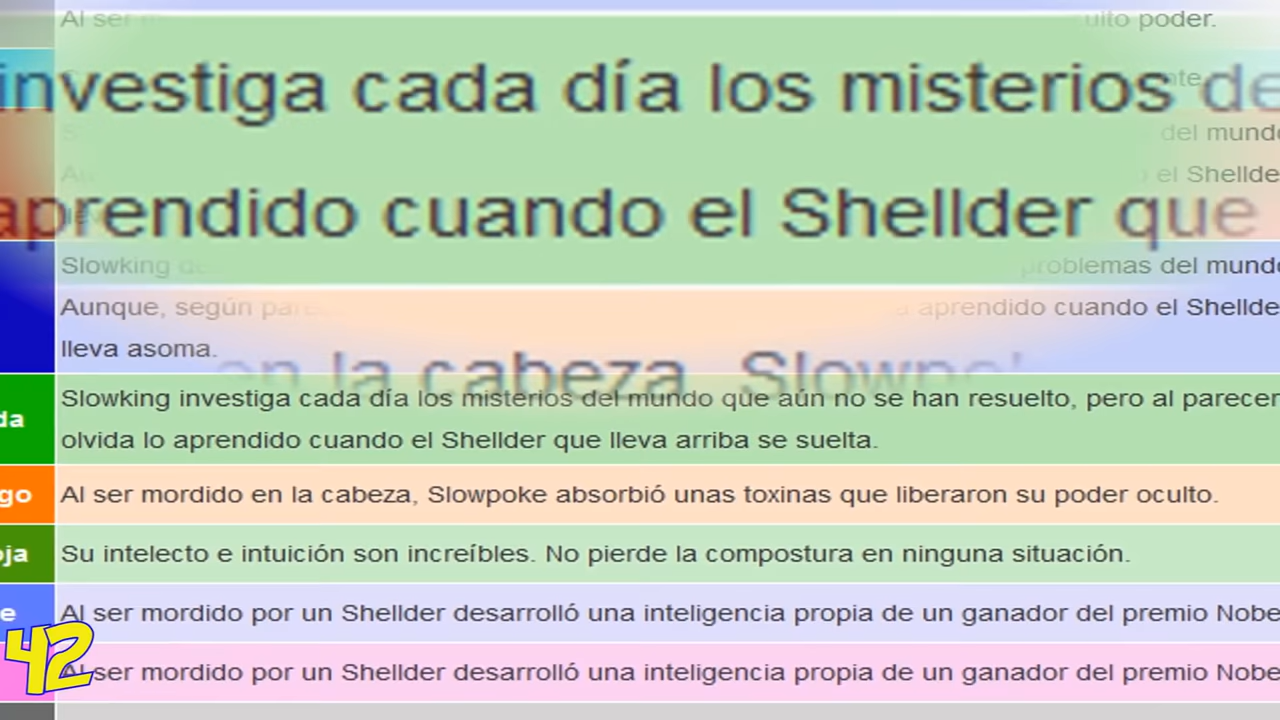 Al ser ulto poder.
investiga cada día los misterios de
nte.
del mundo
el Shellde
aprendido cuando el Shellder que
Slowking problemas del mundo
Aunque, según aprendido cuando el Shellde
lleva asoma.
en la cabeza, Slowpo
da
Slowking investiga cada día los misterios del mundo que aún no se han resuelto, pero al parecer
olvida lo aprendido cuando el Shellder que lleva arriba se suelta.
go
Al ser mordido en la cabeza, Slowpoke absorbió unas toxinas que liberaron su poder oculto.
oja
Su intelecto e intuición son increíbles. No pierde la compostura en ninguna situación.
e
Al ser mordido por un Shellder desarrolló una inteligencia propia de un ganador del premio Nobe
42
Al ser mordido por un Shellder desarrolló una inteligencia propia de un ganador del premio Nobe